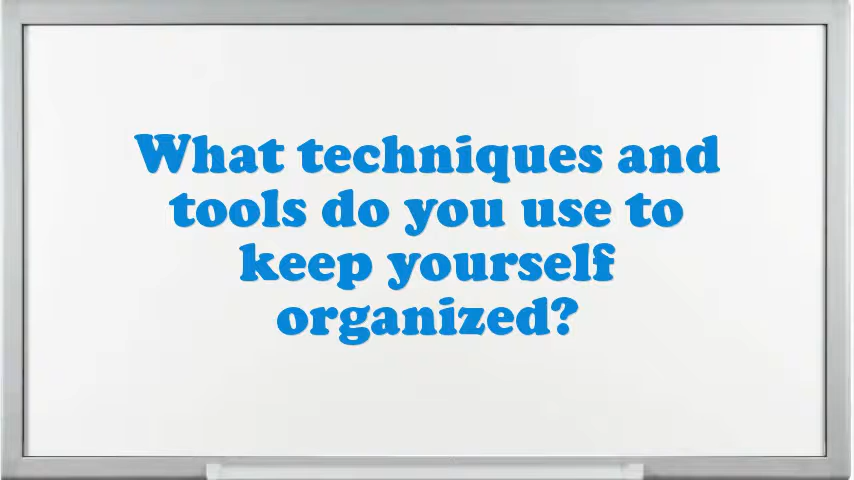 What techniques and
tools do you use to
keep yourself
organized?